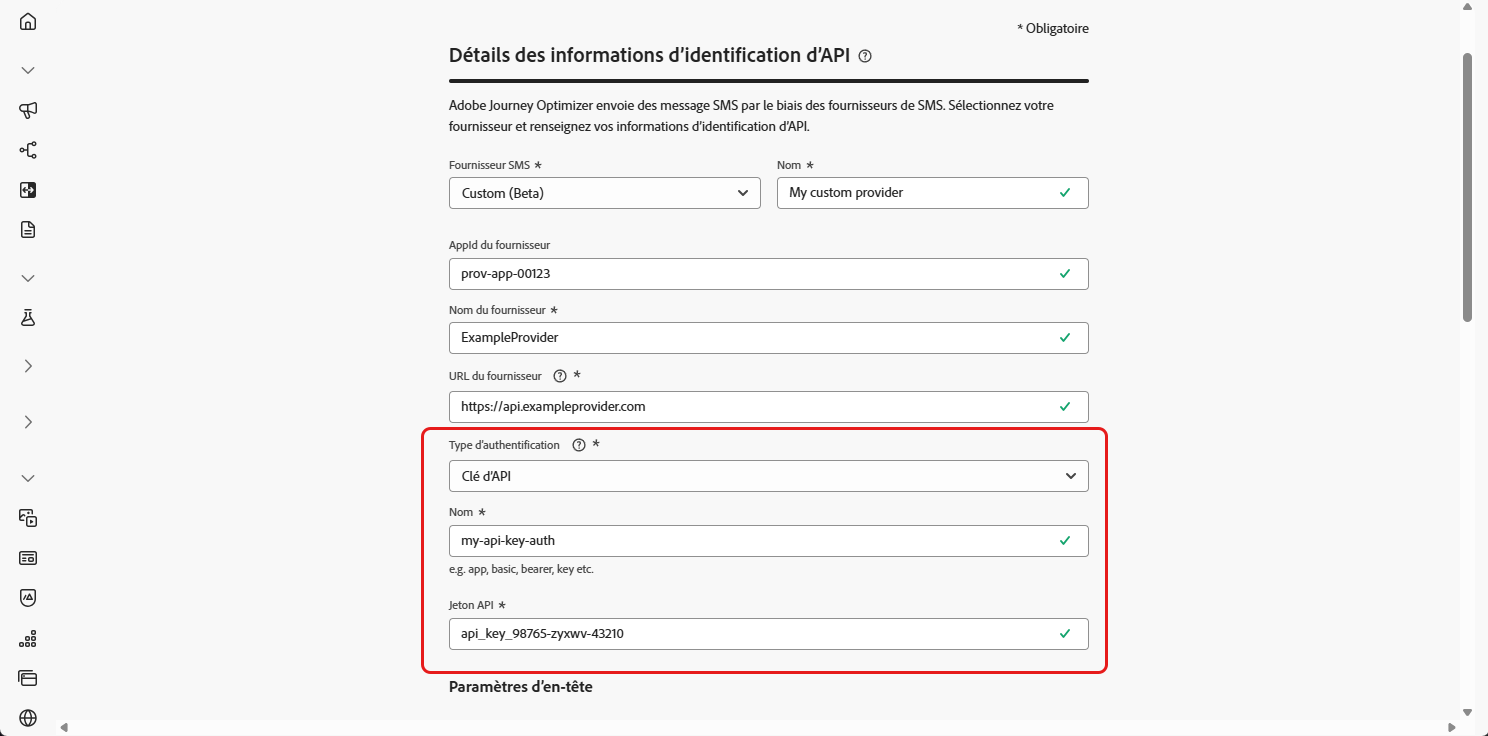 * Obligatoire
Détails des informations d’identification d’API
Adobe Journey Optimizer envoie des message SMS par le biais des fournisseurs de SMS. Sélectionnez votre
fournisseur et renseignez vos informations d’identification d’API.
Fournisseur SMS * Nom *
Custom (Beta) My custom provider
AppId du fournisseur
prov-app-00123
Nom du fournisseur *
ExampleProvider
URL du fournisseur *
https://api.exampleprovider.com
Type d’authentification *
Clé d’API
Nom *
my-api-key-auth
e.g. app, basic, bearer, key etc.
Jeton API *
api_key_98765-zyxwv-43210
Paramètres d’en-tête